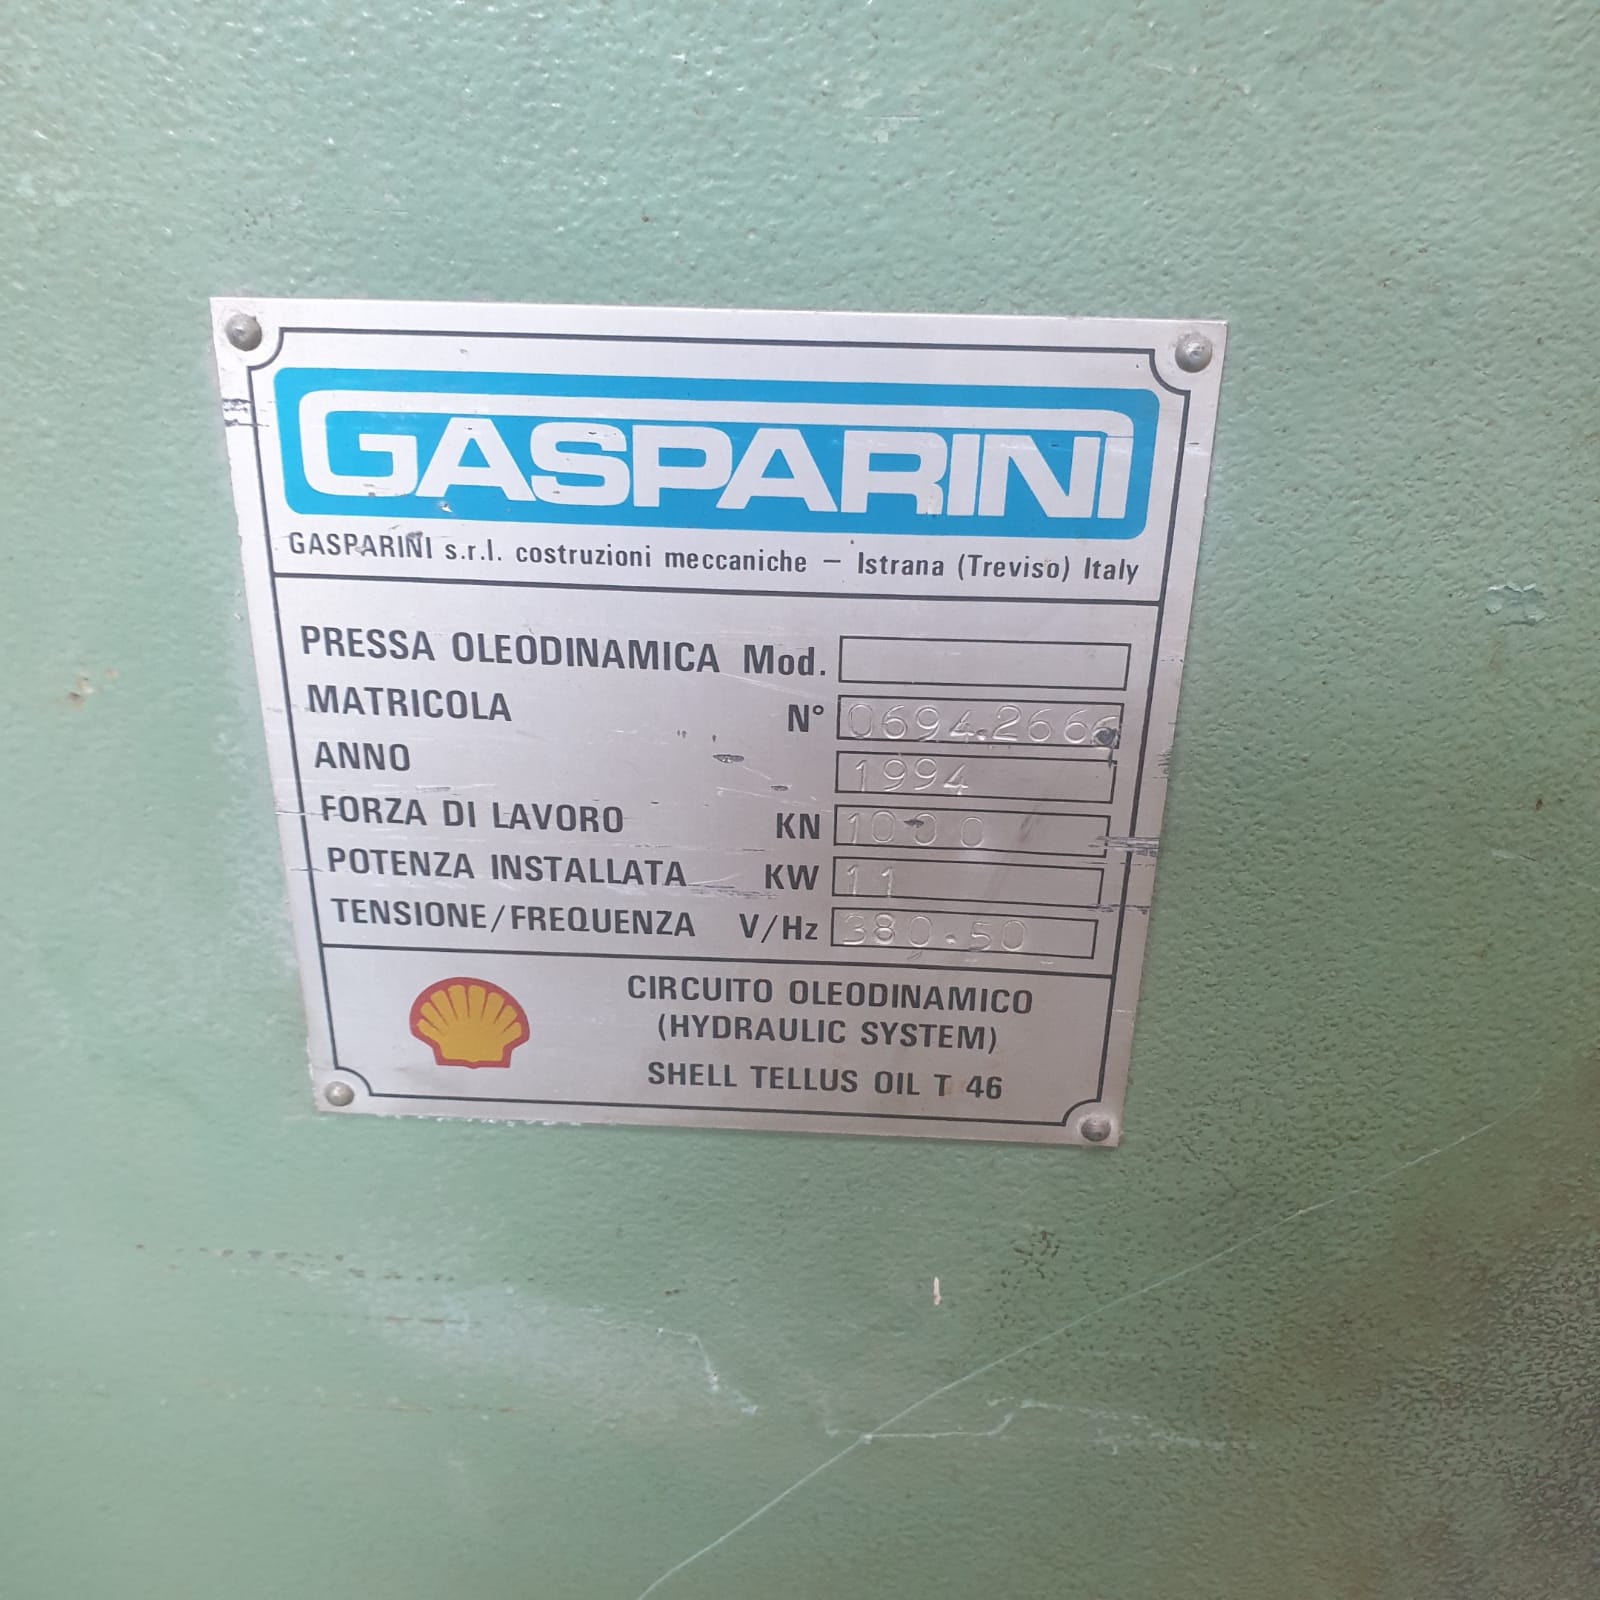 GASPARINI
GASPARINI s.r.l. costruzioni meccaniche – Istrana (Treviso) Italy
PRESSA OLEODINAMICA Mod.
MATRICOLA N° 0694.2666
ANNO 1994
FORZA DI LAVORO KN 1000
POTENZA INSTALLATA KW 11
TENSIONE/FREQUENZA V/Hz 380.50
CIRCUITO OLEODINAMICO
(HYDRAULIC SYSTEM)
SHELL TELLUS OIL T 46